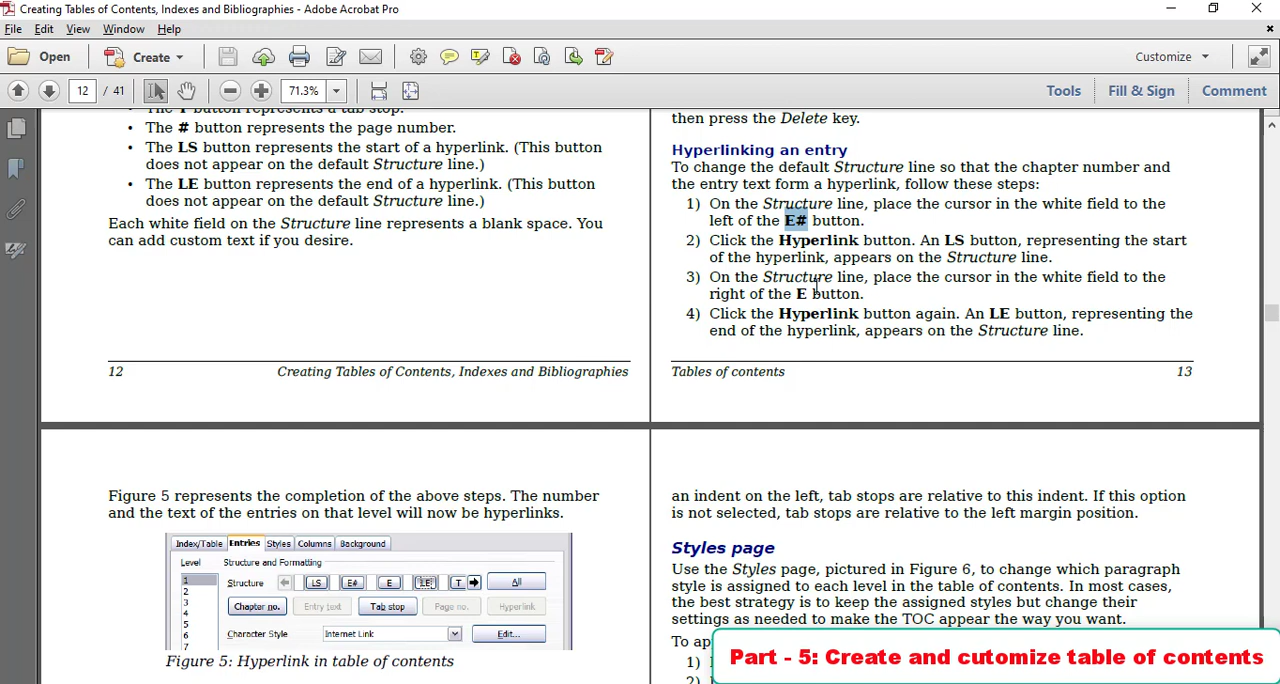 Creating Tables of Contents, Indexes and Bibliographies - Adobe Acrobat Pro
File Edit View Window Help
Open Create Customize
12 / 41 71.3% Tools Fill & Sign Comment
• The # button represents the page number.
• The LS button represents the start of a hyperlink. (This button
does not appear on the default Structure line.)
• The LE button represents the end of a hyperlink. (This button
does not appear on the default Structure line.)
Each white field on the Structure line represents a blank space. You
can add custom text if you desire.
12 Creating Tables of Contents, Indexes and Bibliographies
then press the Delete key.
Hyperlinking an entry
To change the default Structure line so that the chapter number and
the entry text form a hyperlink, follow these steps:
1) On the Structure line, place the cursor in the white field to the
left of the E# button.
2) Click the Hyperlink button. An LS button, representing the start
of the hyperlink, appears on the Structure line.
3) On the Structure line, place the cursor in the white field to the
right of the E button.
4) Click the Hyperlink button again. An LE button, representing the
end of the hyperlink, appears on the Structure line.
Tables of contents 13
Figure 5 represents the completion of the above steps. The number
and the text of the entries on that level will now be hyperlinks.
Index/Table Entries Styles Columns Background
Level Structure and Formatting
1 Structure LS E# E LE T All
2
3 Chapter no. Entry text Tab stop Page no. Hyperlink
4
5
6 Character Style Internet Link Edit...
7
Figure 5: Hyperlink in table of contents
an indent on the left, tab stops are relative to this indent. If this option
is not selected, tab stops are relative to the left margin position.
Styles page
Use the Styles page, pictured in Figure 6, to change which paragraph
style is assigned to each level in the table of contents. In most cases,
the best strategy is to keep the assigned styles but change their
settings as needed to make the TOC appear the way you want.
To ap
1)
2)
Part - 5: Create and cutomize table of contents